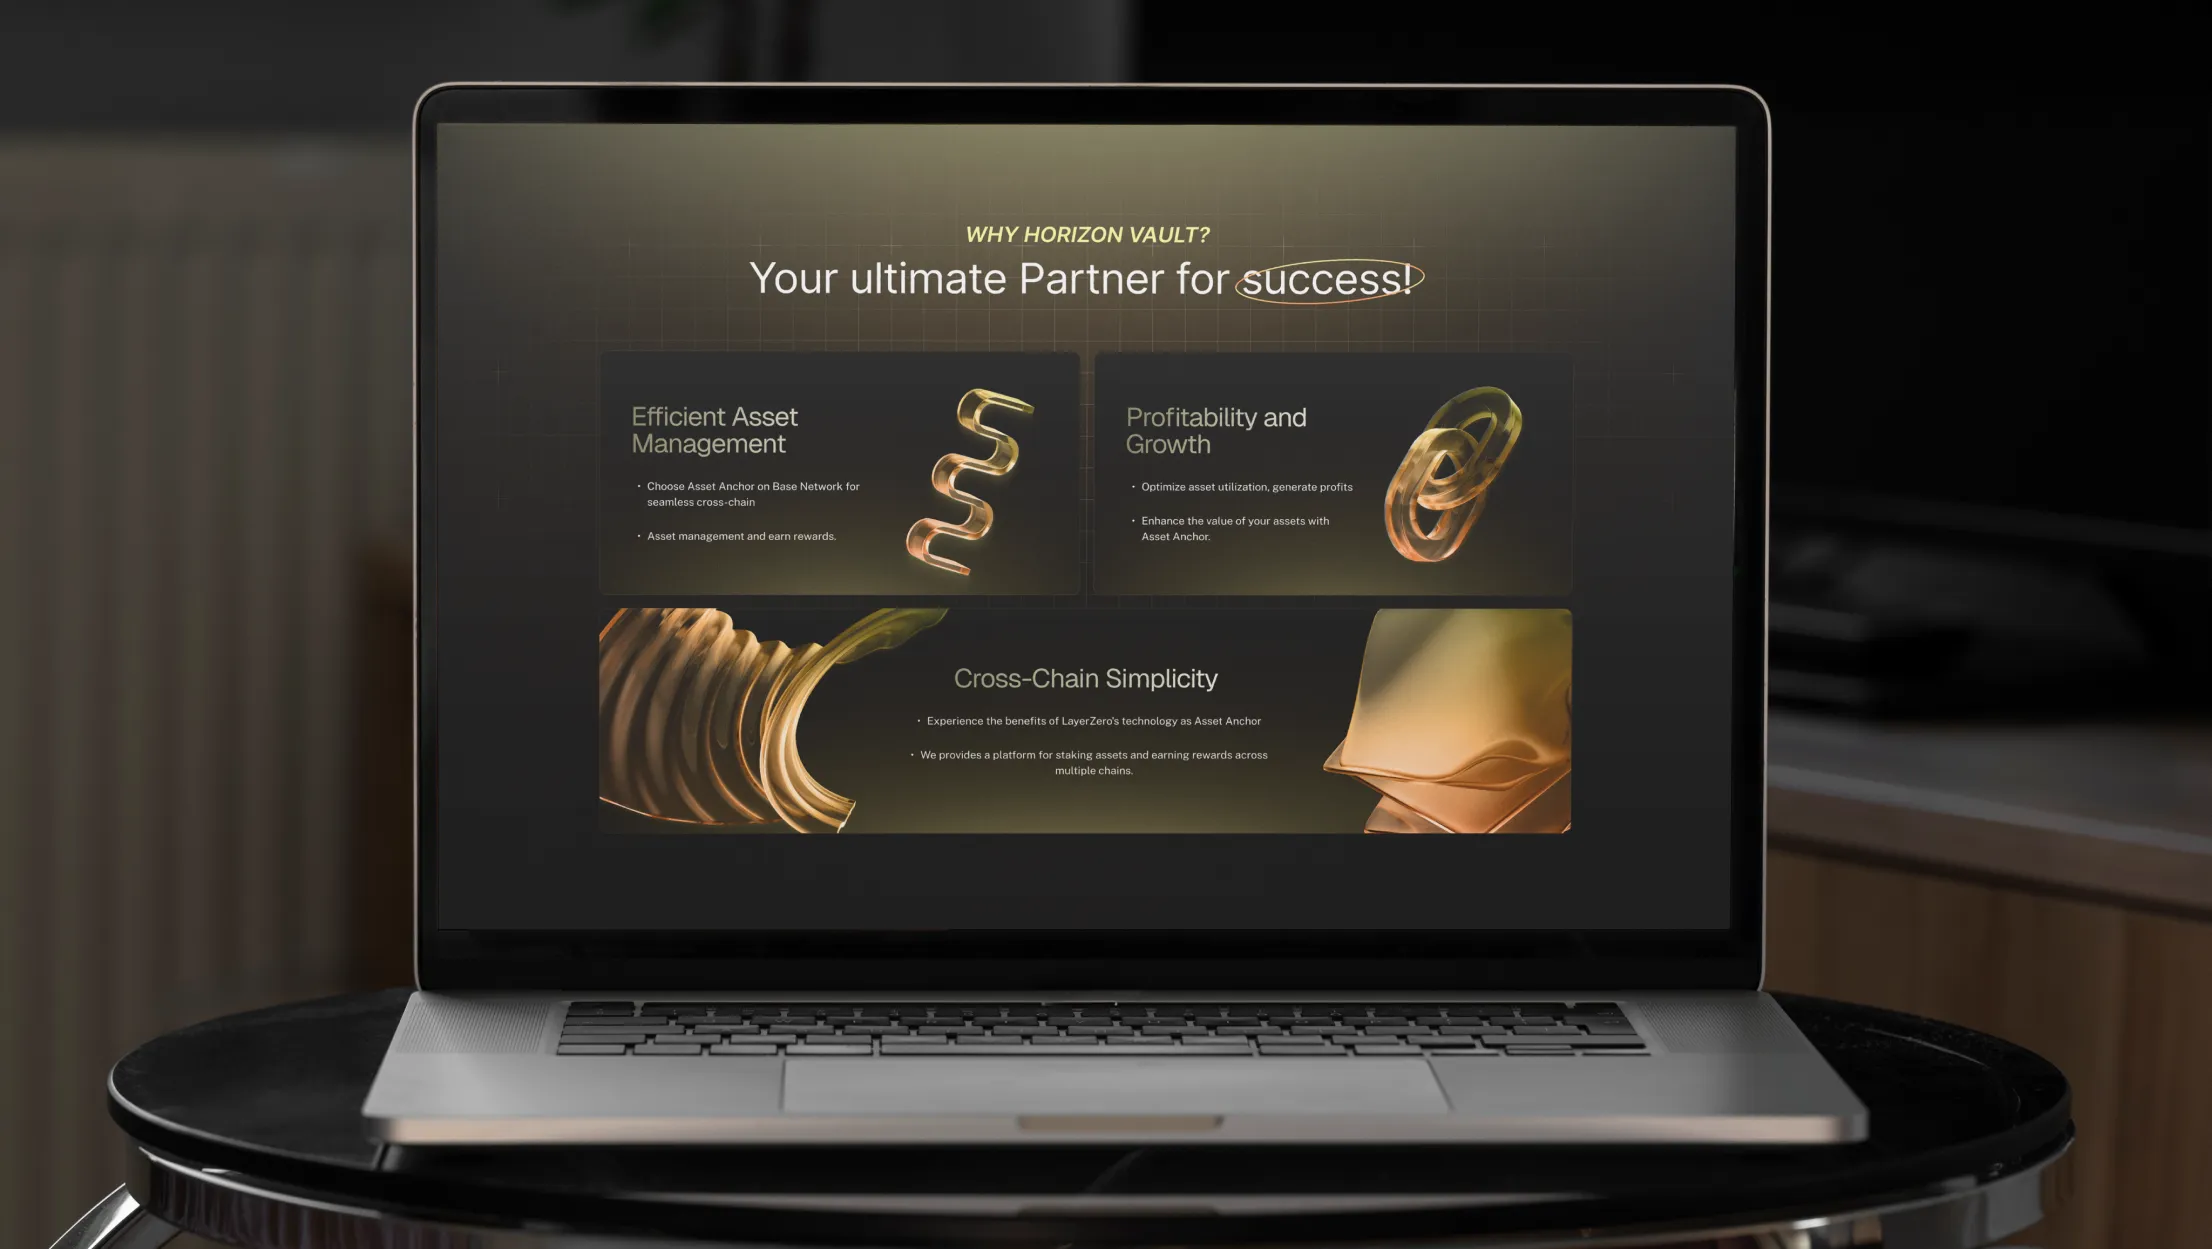 WHY HORIZON VAULT?
Your ultimate Partner for success!
Efficient Asset
Management
• Choose Asset Anchor on Base Network for
seamless cross-chain
• Asset management and earn rewards.
Profitability and
Growth
• Optimize asset utilization, generate profits
• Enhance the value of your assets with
Asset Anchor.
Cross-Chain Simplicity
• Experience the benefits of LayerZero's technology as Asset Anchor
• We provides a platform for staking assets and earning rewards across
multiple chains.